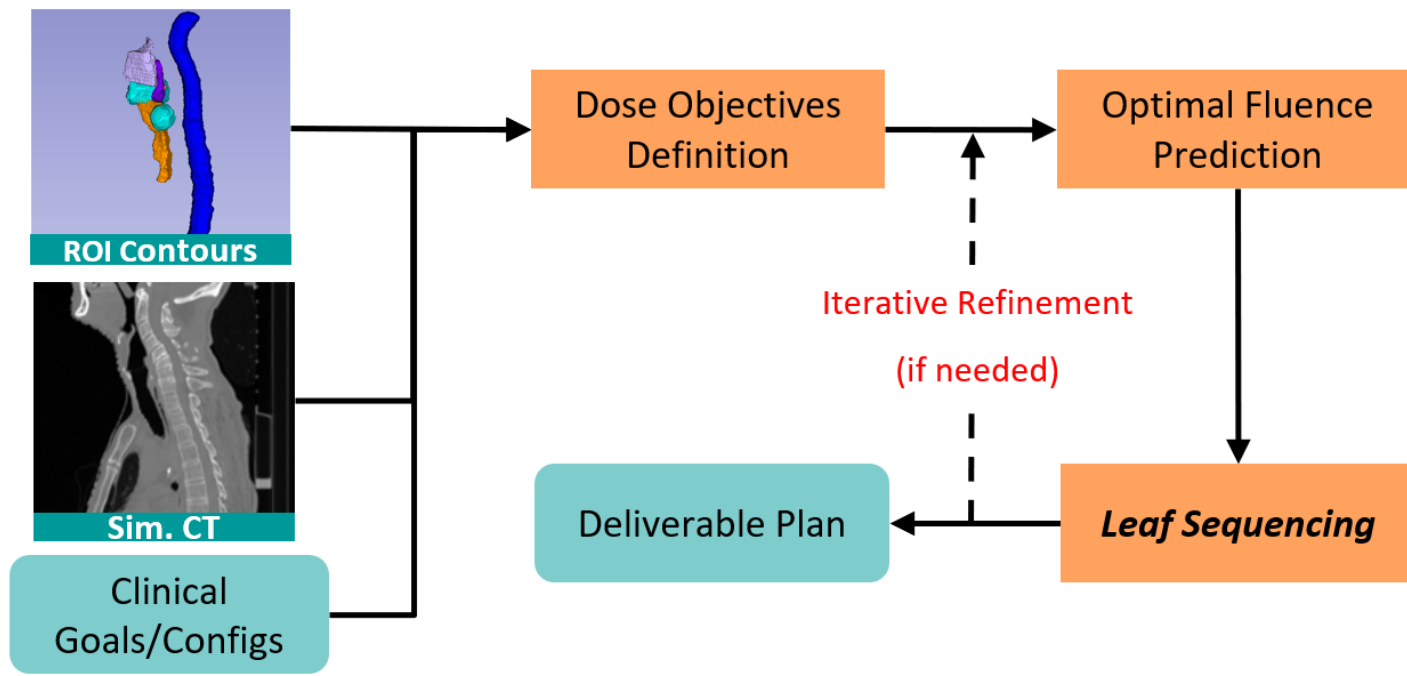 ROI Contours
Sim. CT
Clinical
Goals/Configs
Dose Objectives
Definition
Optimal Fluence
Prediction
Iterative Refinement
(if needed)
Leaf Sequencing
Deliverable Plan